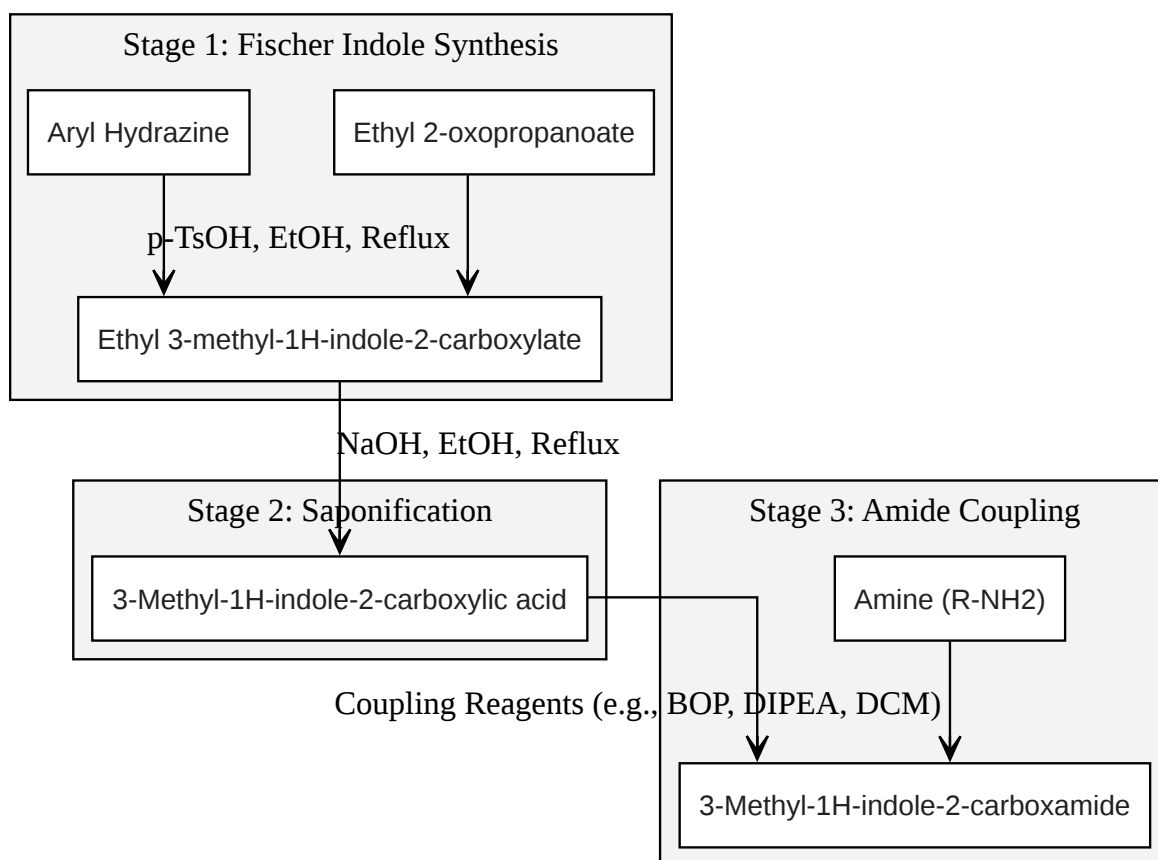 Stage 1: Fischer Indole Synthesis
Aryl Hydrazine
Ethyl 2-oxopropanoate
p-TsOH, EtOH, Reflux
Ethyl 3-methyl-1H-indole-2-carboxylate
NaOH, EtOH, Reflux
Stage 2: Saponification
3-Methyl-1H-indole-2-carboxylic acid
Stage 3: Amide Coupling
Amine (R-NH2)
Coupling Reagents (e.g., BOP, DIPEA, DCM)
3-Methyl-1H-indole-2-carboxamide